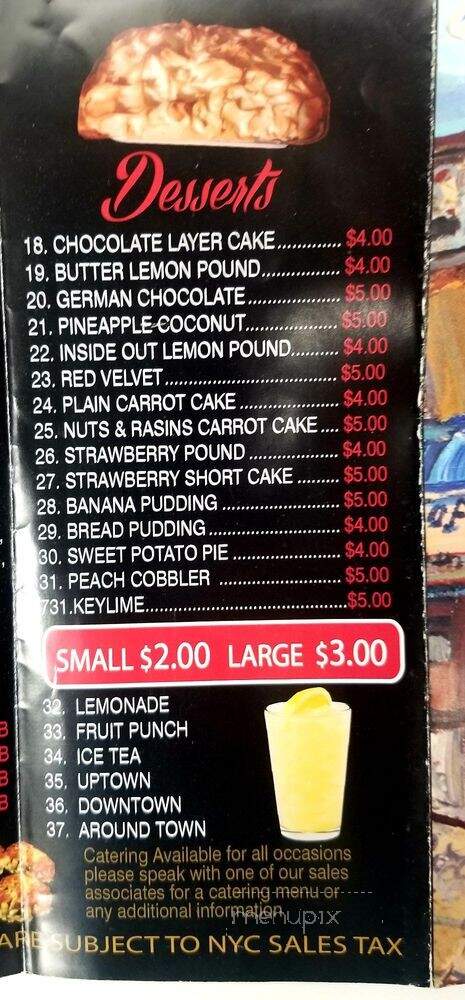 Desserts
18. CHOCOLATE LAYER CAKE............. $4.00
19. BUTTER LEMON POUND................ $4.00
20. GERMAN CHOCOLATE................... $5.00
21. PINEAPPLE COCONUT................... $5.00
22. INSIDE OUT LEMON POUND.......... $4.00
23. RED VELVET................................... $5.00
24. PLAIN CARROT CAKE .................... $4.00
25. NUTS & RASINS CARROT CAKE .... $5.00
26. STRAWBERRY POUND ................... $4.00
27. STRAWBERRY SHORT CAKE ......... $5.00
28. BANANA PUDDING ........................ $5.00
29. BREAD PUDDING........................... $4.00
30. SWEET POTATO PIE ...................... $4.00
31. PEACH COBBLER ......................... $5.00
731.KEYLIME.........................................$5.00
SMALL $2.00 LARGE $3.00
32. LEMONADE
33. FRUIT PUNCH
34. ICE TEA
35. UPTOWN
36. DOWNTOWN
37. AROUND TOWN
Catering Available for all occasions
please speak with one of our sales
associates for a catering menu or
any additional information
menupix
ARE SUBJECT TO NYC SALES TAX